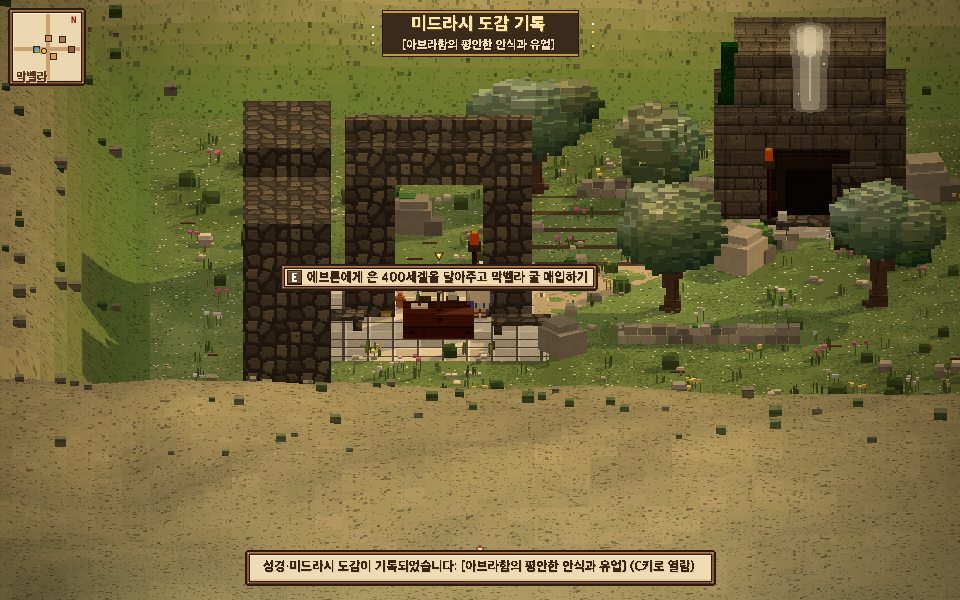 N
막벨라
미드라시 도감 기록
[아브라함의 평안한 안식과 유업]
E 에브론에게 은 400세겔을 달아주고 막벨라 굴 매입하기
성경·미드라시 도감이 기록되었습니다: [아브라함의 평안한 안식과 유업] (C키로 열람)